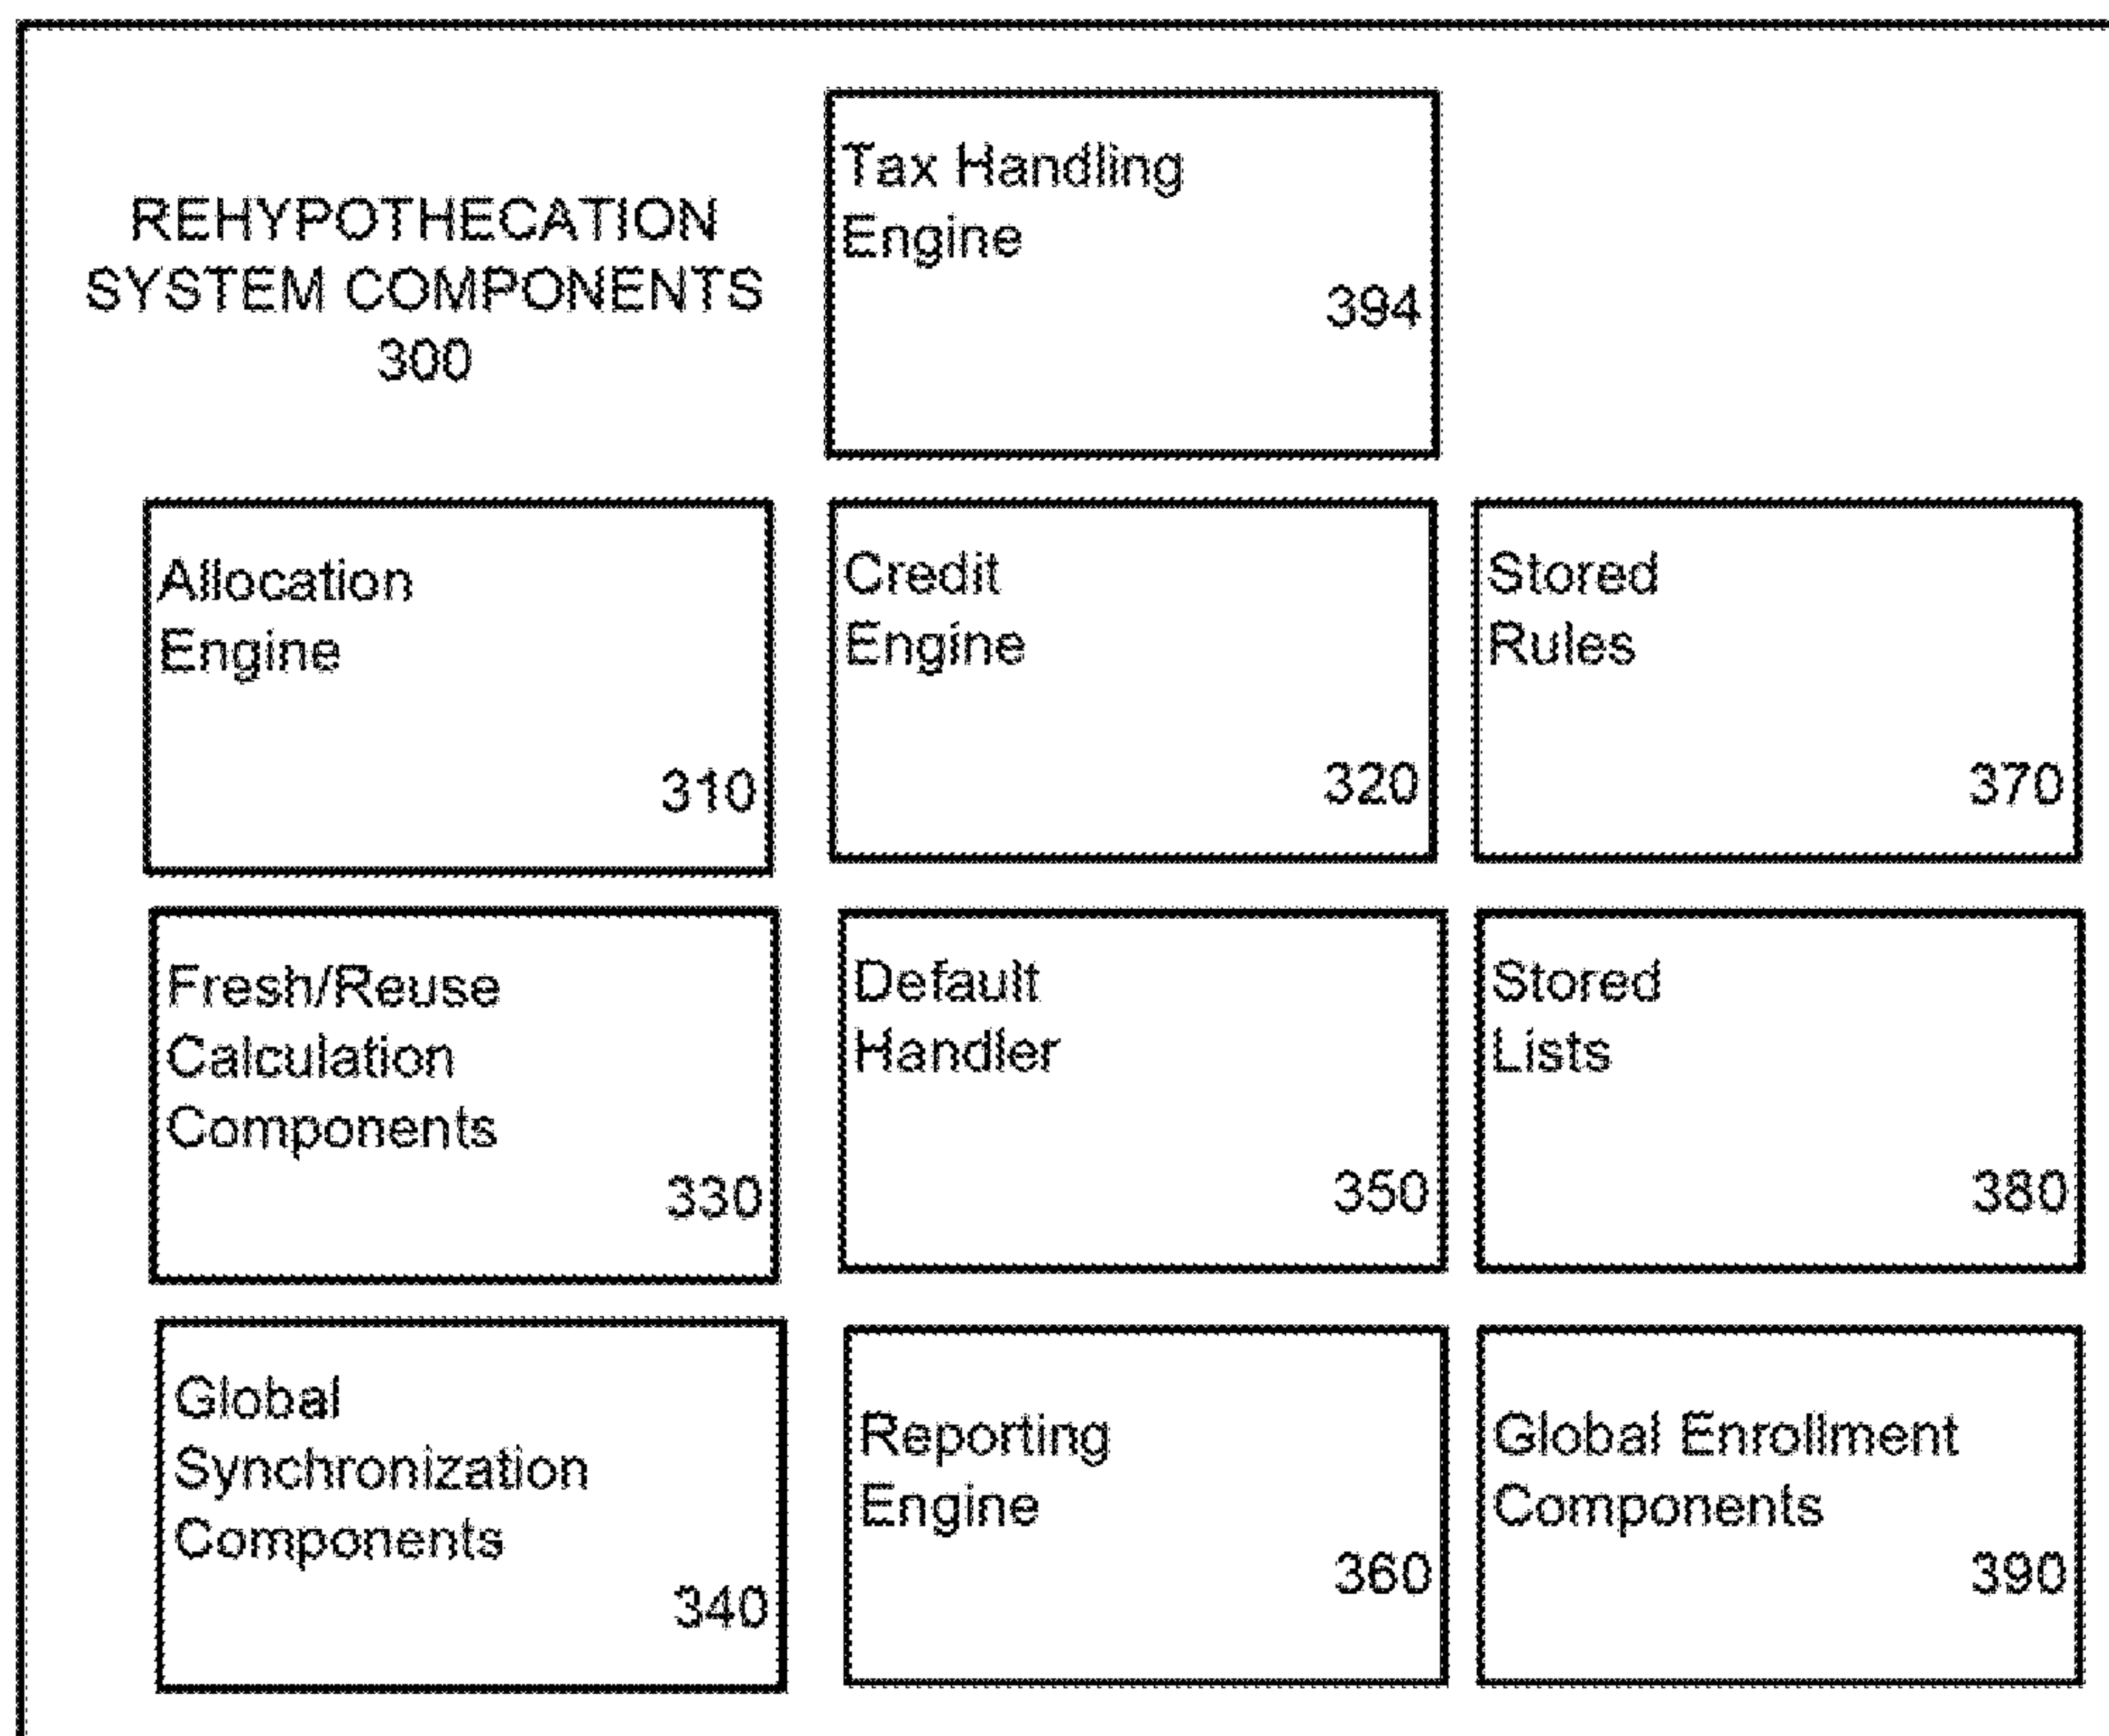 REHYPOTHECATION
SYSTEM COMPONENTS
300
Tax Handling
Engine
394
Allocation
Engine
310
Credit
Engine
320
Stored
Rules
370
Fresh/Reuse
Calculation
Components
330
Default
Handler
350
Stored
Lists
380
Global
Synchronization
Components
340
Reporting
Engine
360
Global Enrollment
Components
390